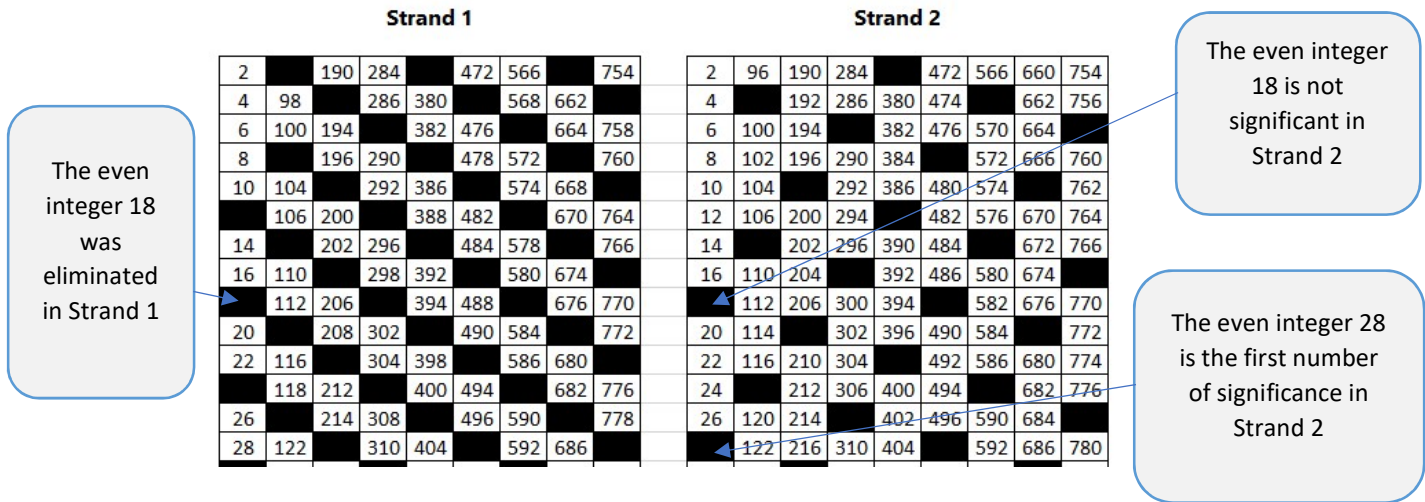 Strand 1 Strand 2
2 190 284 472 566 754 2 96 190 284 472 566 660 754
4 98 286 380 568 662 4 192 286 380 474 662 756
6 100 194 382 476 664 758 6 100 194 382 476 570 664
8 196 290 478 572 760 8 102 196 290 384 572 666 760
10 104 292 386 574 668 10 104 292 386 480 574 762
106 200 388 482 670 764 12 106 200 294 482 576 670 764
14 202 296 484 578 766 14 202 296 390 484 672 766
16 110 298 392 580 674 16 110 204 392 486 580 674
112 206 394 488 676 770 112 206 300 394 582 676 770
20 208 302 490 584 772 20 114 302 396 490 584 772
22 116 304 398 586 680 22 116 210 304 492 586 680 774
118 212 400 494 682 776 24 212 306 400 494 682 776
26 214 308 496 590 778 26 120 214 402 496 590 684
28 122 310 404 592 686 122 216 310 404 592 686 780
The even
integer 18
was
eliminated
in Strand 1
The even integer
18 is not
significant in
Strand 2
The even integer 28
is the first number
of significance in
Strand 2